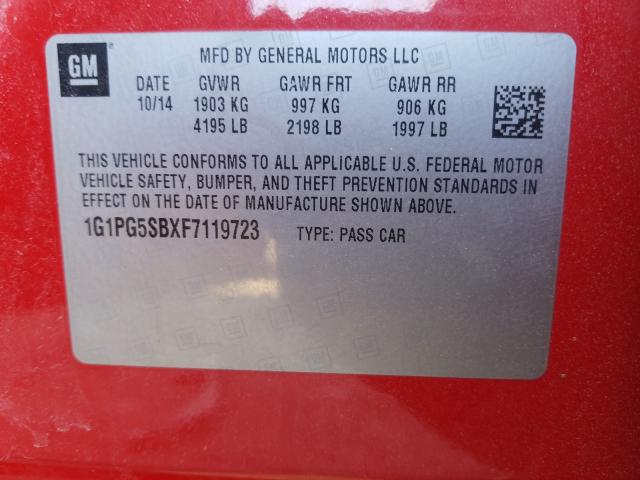 GM
MFD BY GENERAL MOTORS LLC
DATE GVWR GAWR FRT GAWR RR
10/14 1903 KG 997 KG 906 KG
4195 LB 2198 LB 1997 LB
THIS VEHICLE CONFORMS TO ALL APPLICABLE U.S. FEDERAL MOTOR
VEHICLE SAFETY, BUMPER, AND THEFT PREVENTION STANDARDS IN
EFFECT ON THE DATE OF MANUFACTURE SHOWN ABOVE.
1G1PG5SBXF7119723 TYPE: PASS CAR